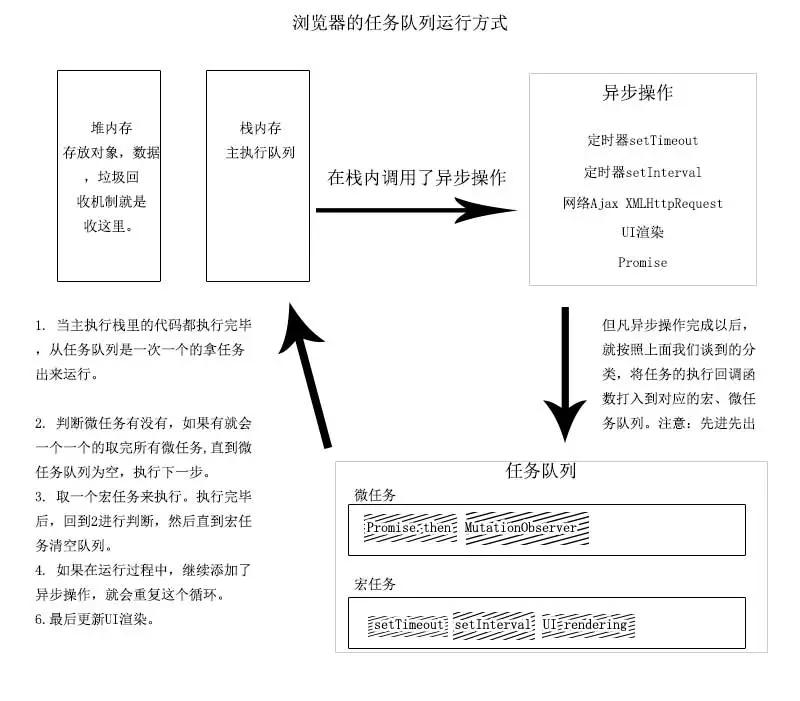 浏览器的任务队列运行方式
堆内存
存放对象，数据
，垃圾回
收机制就是
收这里。
栈内存
主执行队列
在栈内调用了异步操作
异步操作
定时器setTimeout
定时器setInterval
网络Ajax XMLHttpRequest
UI渲染
Promise
1. 当主执行栈里的代码都执行完毕
，从任务队列是一次一个的拿任务
出来运行。
2. 判断微任务有没有，如果有就会
一个一个的取完所有微任务,直到微
任务队列为空，执行下一步。
3. 取一个宏任务来执行。执行完毕
后，回到2进行判断，然后直到宏任
务清空队列。
4. 如果在运行过程中，继续添加了
异步操作，就会重复这个循环。
6.最后更新UI渲染。
但凡异步操作完成以后，
就按照上面我们谈到的分
类，将任务的执行回调函
数打入到对应的宏、微任
务队列。注意：先进先出
任务队列
微任务
Promise.then
MutationObserver
宏任务
setTimeout
setInterval
UI rendering